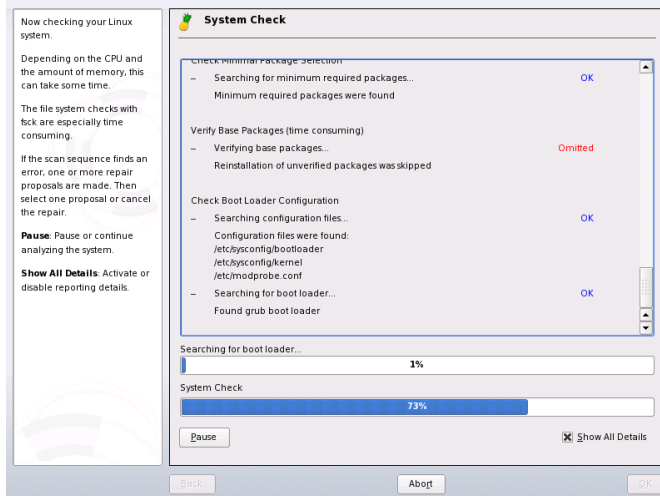 Now checking your Linux
system.
Depending on the CPU and
the amount of memory, this
can take some time.
The file system checks with
fsck are especially time
consuming.
If the scan sequence finds an
error, one or more repair
proposals are made. Then
select one proposal or cancel
the repair.
Pause: Pause or continue
analyzing the system.
Show All Details: Activate or
disable reporting details.
System Check
Check Minimal Package Selection
– Searching for minimum required packages... OK
Minimum required packages were found
Verify Base Packages (time consuming)
– Verifying base packages... Omitted
Reinstallation of unverified packages was skipped
Check Boot Loader Configuration
– Searching configuration files... OK
Configuration files were found:
/etc/sysconfig/bootloader
/etc/sysconfig/kernel
/etc/modprobe.conf
– Searching for boot loader... OK
Found grub boot loader
Searching for boot loader...
1%
System Check
73%
Pause
Show All Details
Back
Abort
OK